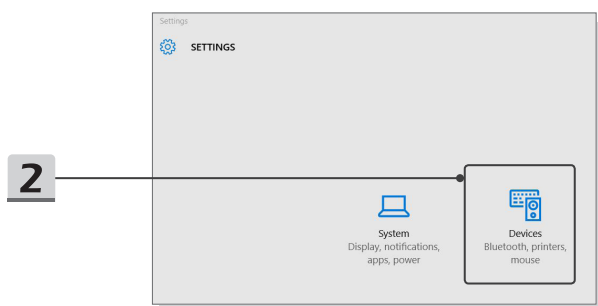 Settings
SETTINGS
2
System
Display, notifications,
apps, power
Devices
Bluetooth, printers,
mouse